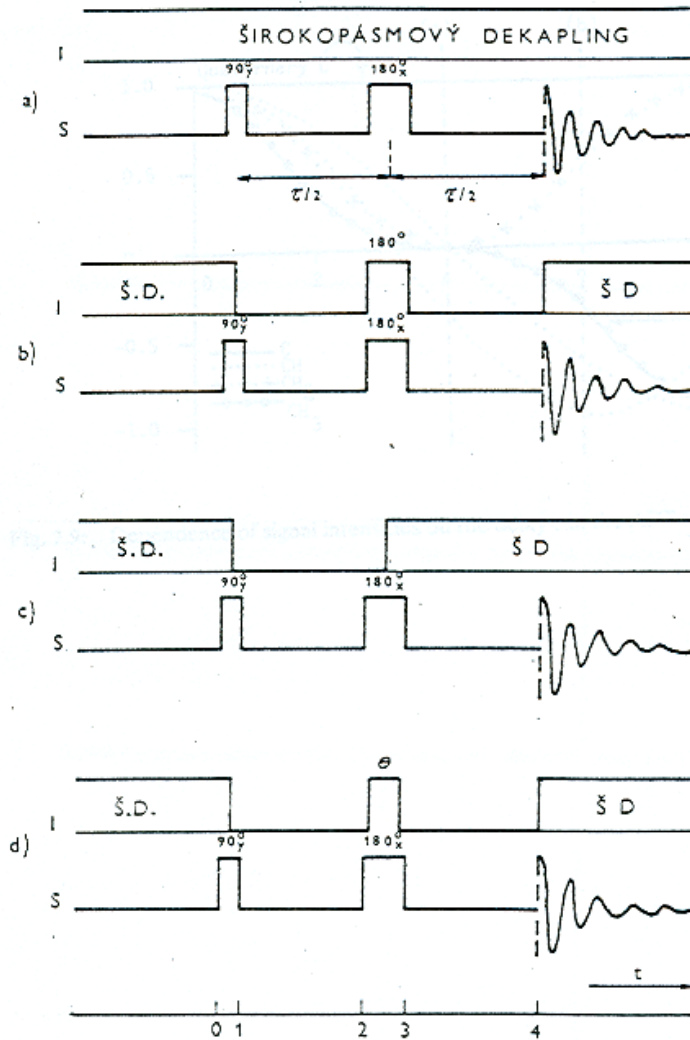 ŠIROKOPÁSMOVÝ DEKAPLING
I
90°y 180°x
a)
S
τ/2 τ/2
180°
Š.D. Š D
I
90°y 180°x
b)
S
Š.D. Š D
I
90°y 180°x
c)
S.
θ
Š.D. Š D
I
90°y 180°x
d)
S
t
0 1 2 3 4